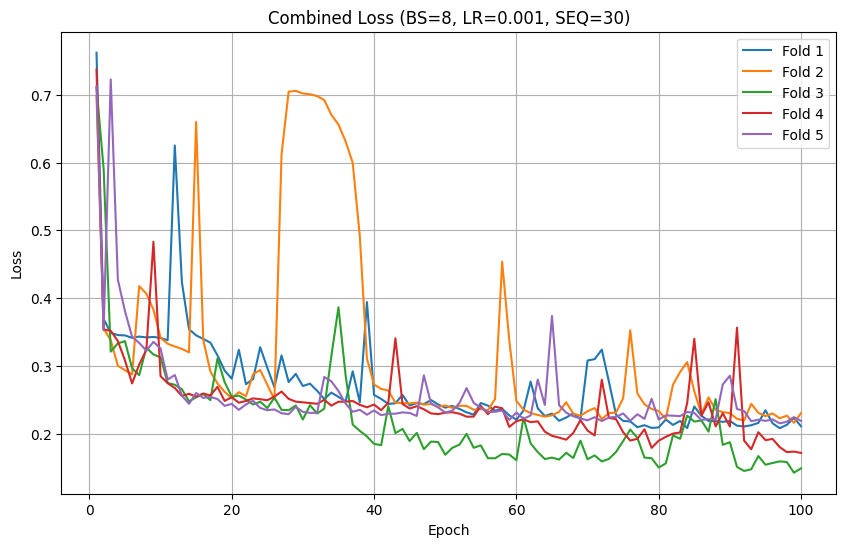 Combined Loss (BS=8, LR=0.001, SEQ=30)
Fold 1
Fold 2
Fold 3
Fold 4
Fold 5
Loss
0.7
0.6
0.5
0.4
0.3
0.2
0 20 40 60 80 100
Epoch